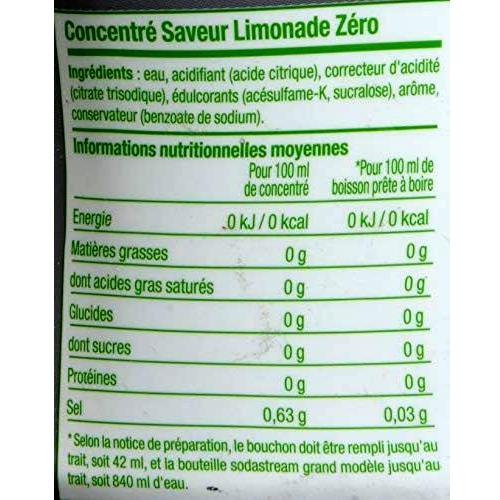 Concentré Saveur Limonade Zéro
Ingrédients : eau, acidifiant (acide citrique), correcteur d'acidité
(citrate trisodique), édulcorants (acésulfame-K, sucralose), arôme,
conservateur (benzoate de sodium).
Informations nutritionnelles moyennes
Pour 100 ml *Pour 100 ml de
de concentré boisson prête à boire
Energie 0 kJ / 0 kcal 0 kJ / 0 kcal
Matières grasses 0 g 0 g
dont acides gras saturés 0 g 0 g
Glucides 0 g 0 g
dont sucres 0 g 0 g
Protéines 0 g 0 g
Sel 0,63 g 0,03 g
*Selon la notice de préparation, le bouchon doit être rempli jusqu'au
trait, soit 42 ml, et la bouteille sodastream grand modèle jusqu'au
trait, soit 840 ml d'eau.